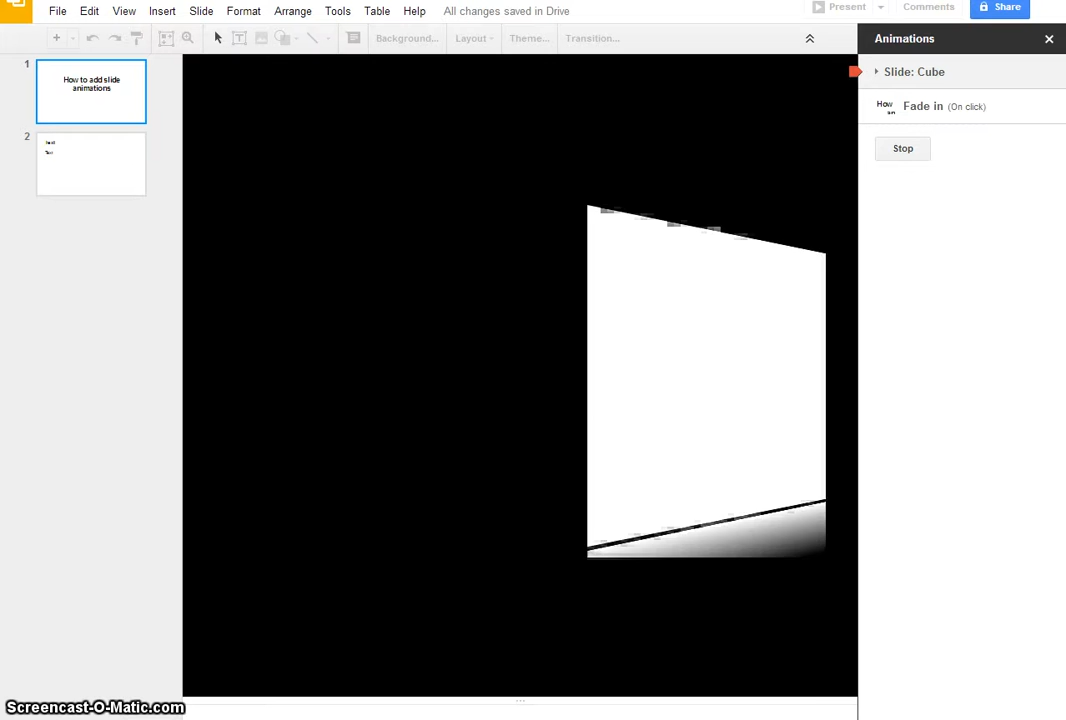 File Edit View Insert Slide Format Arrange Tools Table Help All changes saved in Drive Present Comments Share
Background... Layout Theme... Transition...
Animations
Slide: Cube
Fade in (On click)
Stop
1
How to add slide
animations
2
Screencast-O-Matic.com